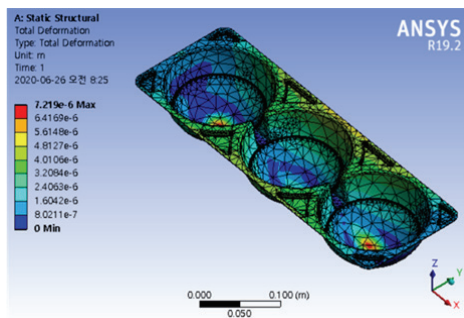 A: Static Structural
Total Deformation
Type: Total Deformation
Unit: m
Time: 1
2020-06-26 오전 8:25
7.219e-6 Max
6.4169e-6
5.6148e-6
4.8127e-6
4.0106e-6
3.2084e-6
2.4063e-6
1.6042e-6
8.0211e-7
0 Min
ANSYS
R19.2
0.000
0.100 (m)
0.050
Z
Y
X